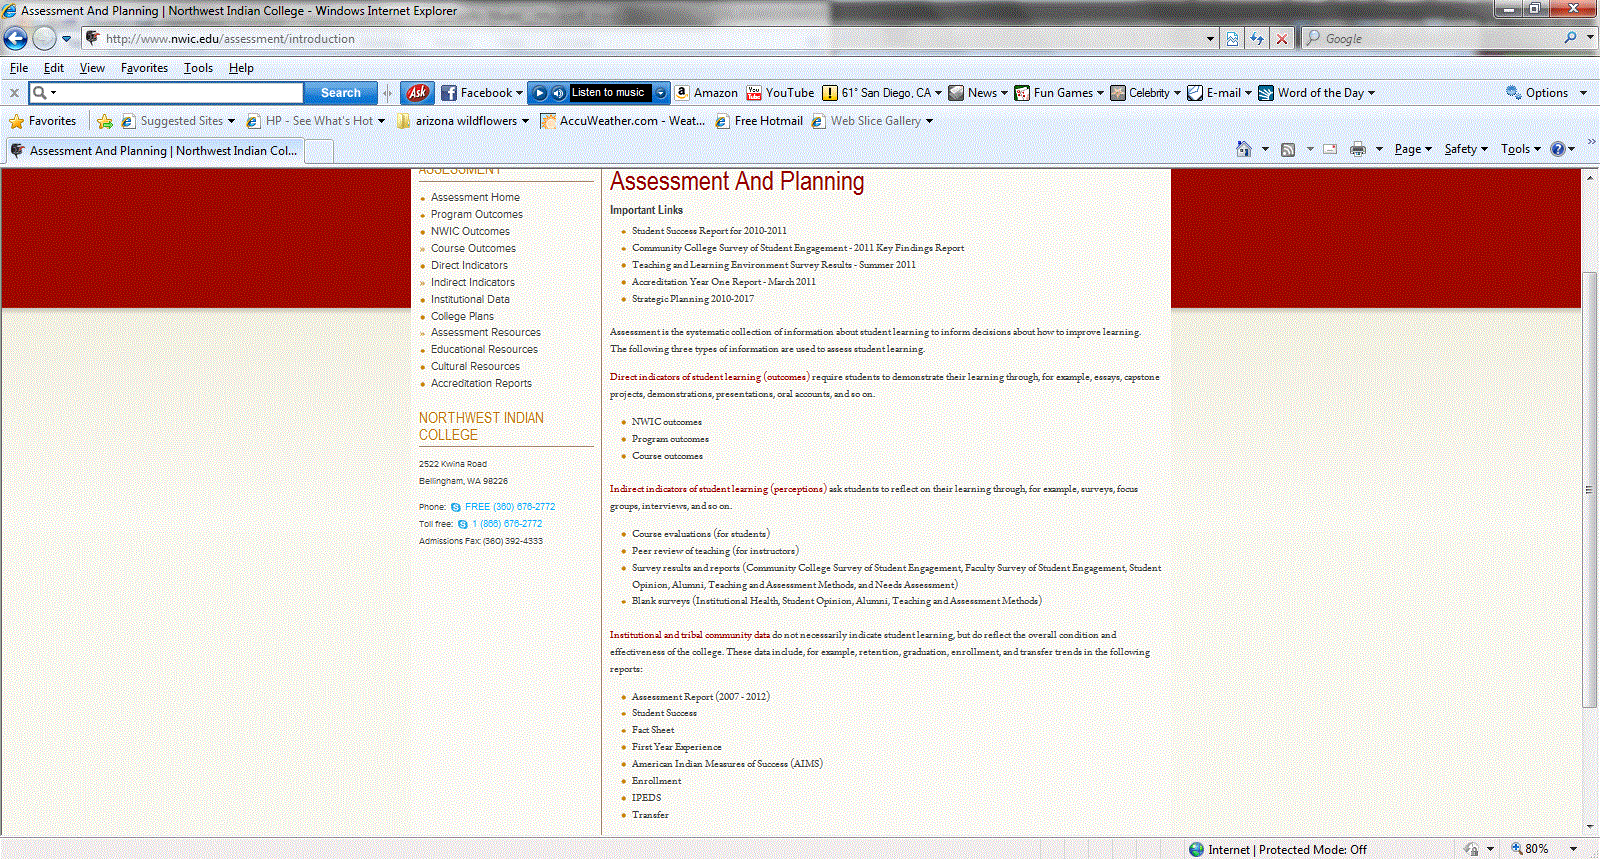 Assessment and Planning | Northwest Indian College - Windows Internet Explorer
http://www.nwic.edu/assessment/introduction
Google
File Edit View Favorites Tools Help
Search Ask Facebook Listen to music Amazon YouTube 61° San Diego, CA News Fun Games Celebrity E-mail Word of the Day Options
Favorites Suggested Sites HP - See What's Hot arizona wildflowers AccuWeather.com - Weat... Free Hotmail Web Slice Gallery
Assessment And Planning | Northwest Indian Col...
Page Safety Tools
ASSESSMENT
Assessment Home
Program Outcomes
NWIC Outcomes
Course Outcomes
Direct Indicators
Indirect Indicators
Institutional Data
College Plans
Assessment Resources
Educational Resources
Cultural Resources
Accreditation Reports
NORTHWEST INDIAN
COLLEGE
2522 Kwina Road
Bellingham, WA 98226
Phone: FREE (360) 676-2772
Toll free: 1 (866) 676-2772
Admissions Fax: (360) 392-4333
Assessment And Planning
Important Links
Student Success Report for 2010-2011
Community College Survey of Student Engagement - 2011 Key Findings Report
Teaching and Learning Environment Survey Results - Summer 2011
Accreditation Year One Report - March 2011
Strategic Planning 2010-2017
Assessment is the systematic collection of information about student learning to inform decisions about how to improve learning.
The following three types of information are used to assess student learning.
Direct indicators of student learning (outcomes) require students to demonstrate their learning through, for example, essays, capstone
projects, demonstrations, presentations, oral accounts, and so on.
NWIC outcomes
Program outcomes
Course outcomes
Indirect indicators of student learning (perceptions) ask students to reflect on their learning through, for example, surveys, focus
groups, interviews, and so on.
Course evaluations (for students)
Peer review of teaching (for instructors)
Survey results and reports (Community College Survey of Student Engagement, Faculty Survey of Student Engagement, Student
Opinion, Alumni, Teaching and Assessment Methods, and Needs Assessment)
Blank surveys (Institutional Health, Student Opinion, Alumni, Teaching and Assessment Methods)
Institutional and tribal community data do not necessarily indicate student learning, but do reflect the overall condition and
effectiveness of the college. These data include, for example, retention, graduation, enrollment, and transfer trends in the following
reports:
Assessment Report (2007 - 2012)
Student Success
Fact Sheet
First Year Experience
American Indian Measures of Success (AIMS)
Enrollment
IPEDS
Transfer
Internet | Protected Mode: Off
80%